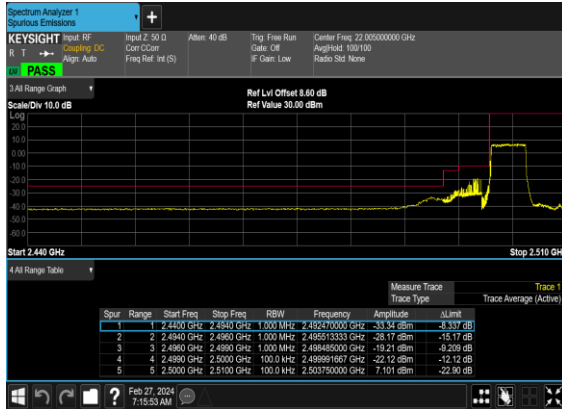 Spectrum Analyzer 1
Spurious Emissions
KEYSIGHT Input: RF Input Z: 50 Ω Atten: 40 dB Trig: Free Run Center Freq: 22.005000000 GHz
R T Coupling: DC Corr CCorr Gate: Off Avg|Hold: 100/100
Align: Auto Freq Ref: Int (S) IF Gain: Low Radio Std: None
PASS
3 All Range Graph
Scale/Div 10.0 dB
Ref Lvl Offset 8.60 dB
Ref Value 30.00 dBm
Log
20.0
10.0
0.00
-10.0
-20.0
-30.0
-40.0
-50.0
-60.0
Start 2.440 GHz Stop 2.510 GH
4 All Range Table
Measure Trace Trace 1
Trace Type Trace Average (Active)
Spur Range Start Freq Stop Freq RBW Frequency Amplitude ΔLimit
1 1 2.4400 GHz 2.4940 GHz 1.000 MHz 2.492470000 GHz -33.34 dBm -8.337 dB
2 2 2.4940 GHz 2.4960 GHz 1.000 MHz 2.495513333 GHz -28.17 dBm -15.17 dB
3 3 2.4960 GHz 2.4990 GHz 1.000 MHz 2.498485000 GHz -19.21 dBm -9.209 dB
4 4 2.4990 GHz 2.5000 GHz 100.0 kHz 2.499991667 GHz -22.12 dBm -12.12 dB
5 5 2.5000 GHz 2.5100 GHz 100.0 kHz 2.503750000 GHz 7.101 dBm -22.90 dB
? Feb 27, 2024
7:15:53 AM